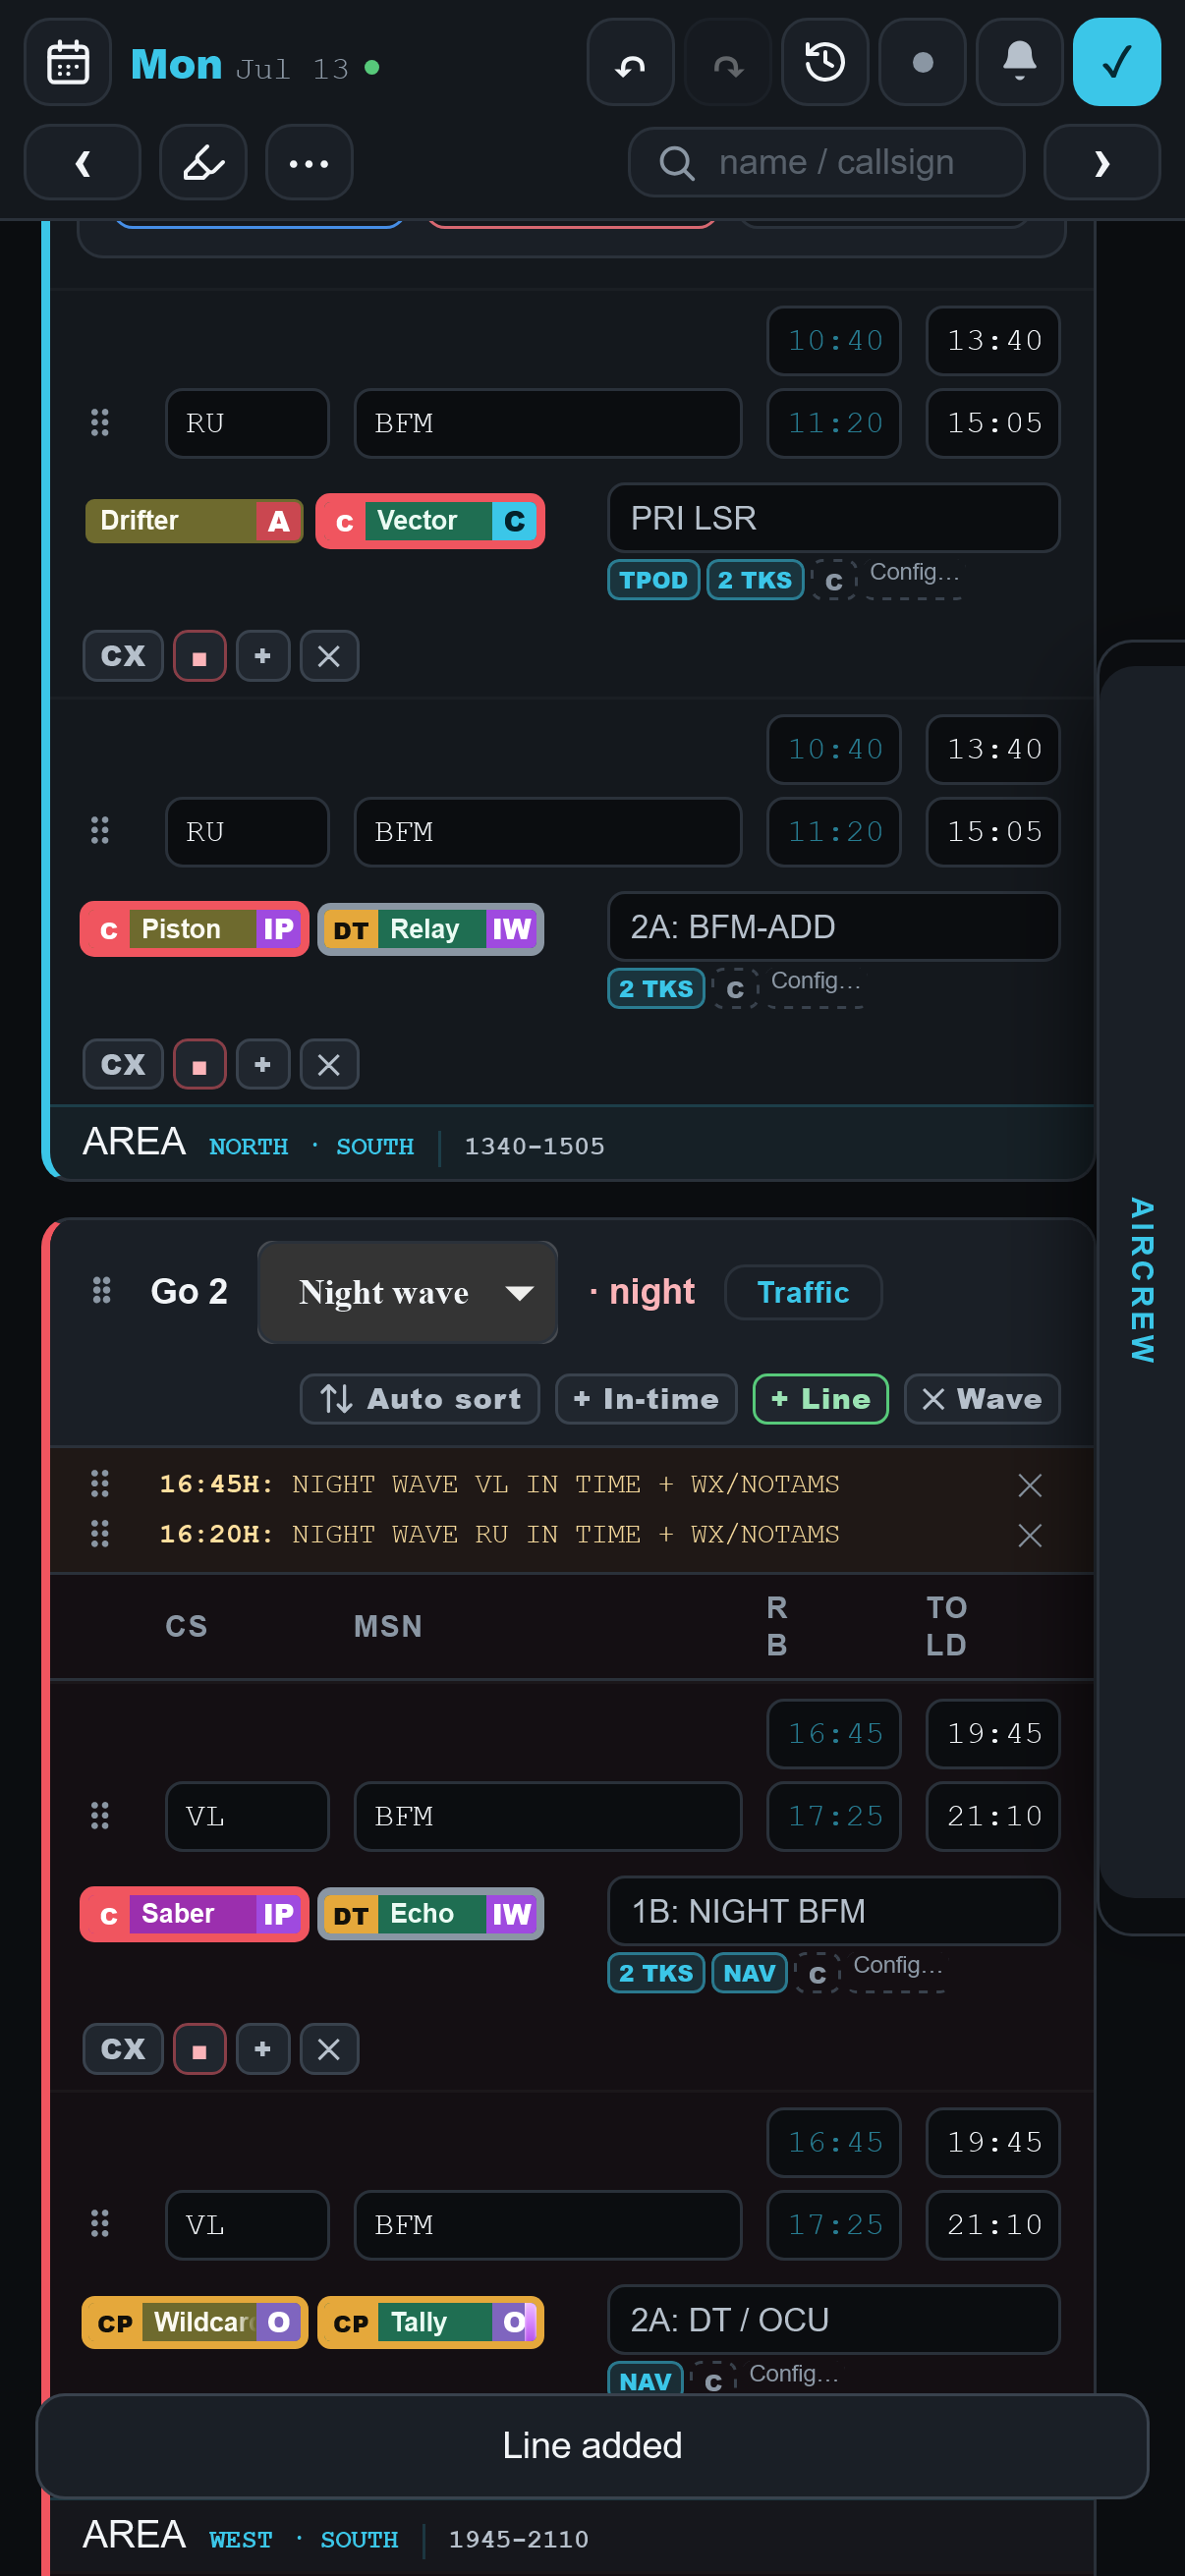 Mon Jul 13
name / callsign
10:40 13:40
RU BFM 11:20 15:05
Drifter A C Vector C PRI LSR
TPOD 2 TKS C Config...
CX +
10:40 13:40
RU BFM 11:20 15:05
C Piston IP DT Relay IW 2A: BFM-ADD
2 TKS C Config...
CX +
AREA NORTH · SOUTH 1340-1505
AIRCREW
Go 2 Night wave · night Traffic
Auto sort + In-time + Line × Wave
16:45H: NIGHT WAVE VL IN TIME + WX/NOTAMS
16:20H: NIGHT WAVE RU IN TIME + WX/NOTAMS
CS MSN R TO
B LD
16:45 19:45
VL BFM 17:25 21:10
C Saber IP DT Echo IW 1B: NIGHT BFM
2 TKS NAV C Config...
CX +
16:45 19:45
VL BFM 17:25 21:10
CP CP Tally O 2A: DT / OCU
O
NAV C Config...
Line added
AREA WEST · SOUTH 1945-2110